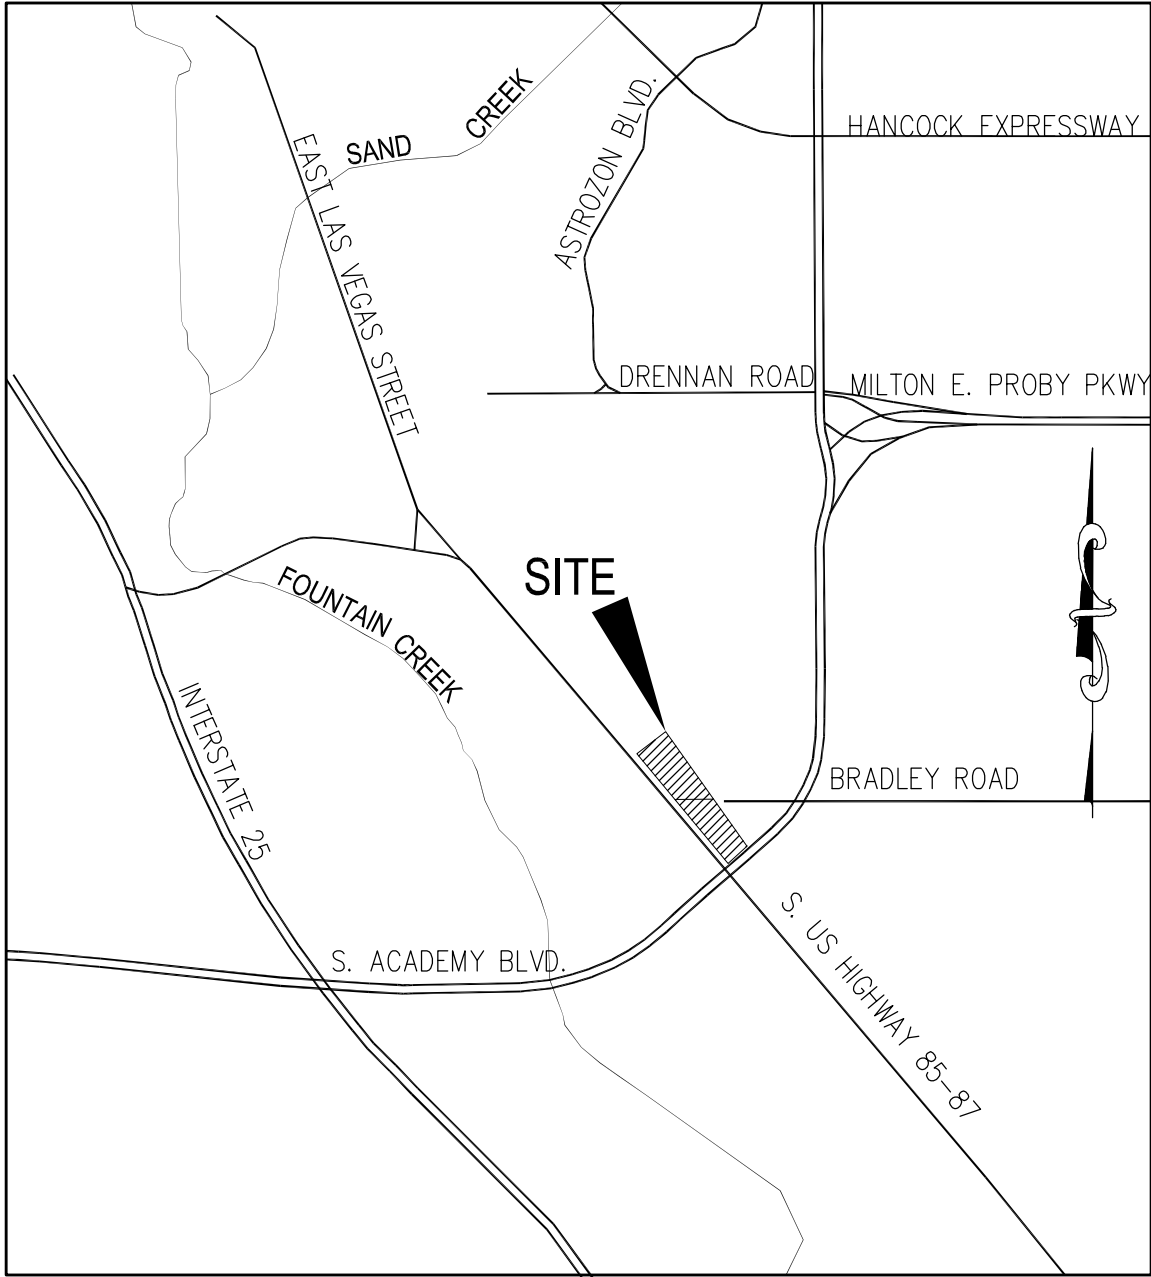 HANCOCK EXPRESSWAY
SAND CREEK
ASTROZON BLVD.
EAST LAS VEGAS STREET
DRENNAN ROAD
MILTON E. PROBY PKWY
SITE
FOUNTAIN CREEK
INTERSTATE 25
BRADLEY ROAD
S. ACADEMY BLVD.
S. US HIGHWAY 85-87